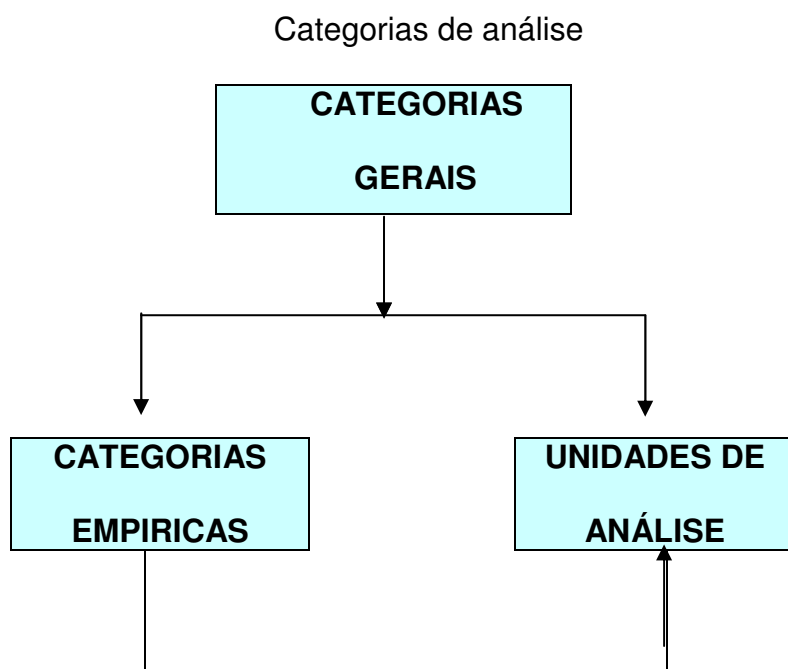 Categorias de análise
CATEGORIAS
GERAIS
CATEGORIAS
EMPIRICAS
UNIDADES DE
ANÁLISE